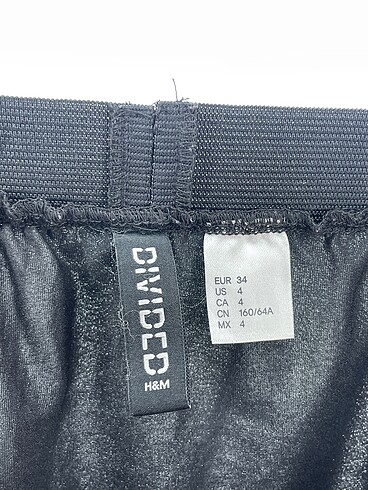 DIVIDED
H&M
EUR 34
US 4
CA 4
CN 160/64A
MX 4